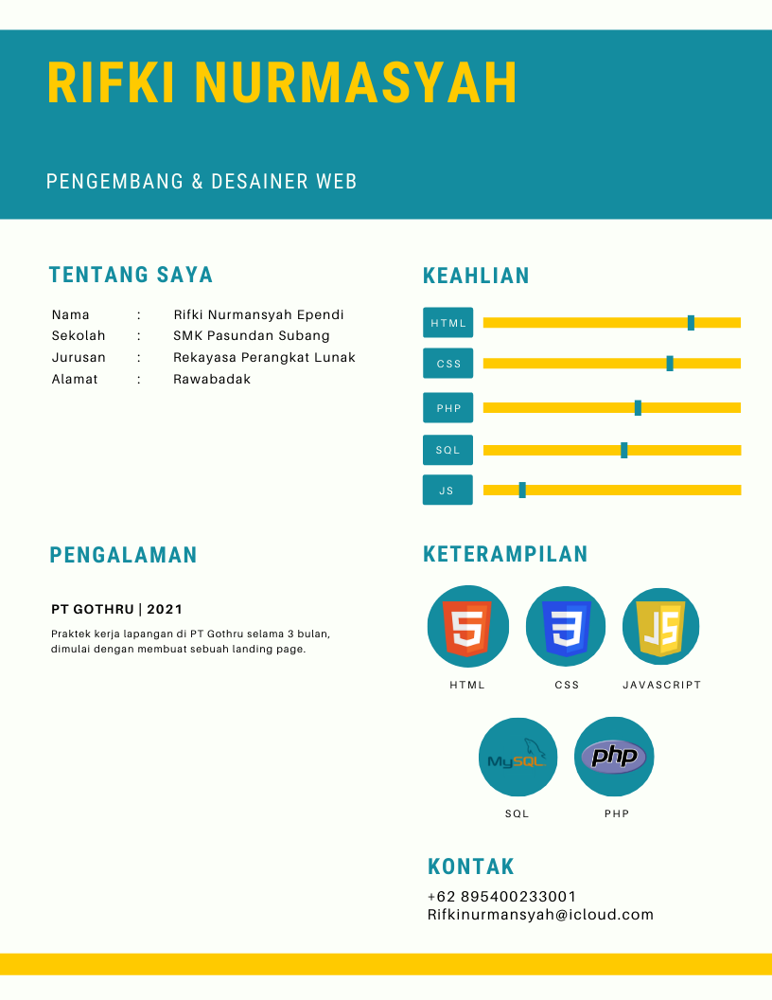 RIFKI NURMASYAH
PENGEMBANG & DESAINER WEB
TENTANG SAYA
Nama : Rifki Nurmansyah Ependi
Sekolah : SMK Pasundan Subang
Jurusan : Rekayasa Perangkat Lunak
Alamat : Rawabadak
KEAHLIAN
HTML
CSS
PHP
SQL
JS
PENGALAMAN
PT GOTHRU | 2021
Praktek kerja lapangan di PT Gothru selama 3 bulan,
dimulai dengan membuat sebuah landing page.
KETERAMPILAN
5
3
JS
HTML
CSS
JAVASCRIPT
MySQL
php
SQL
PHP
KONTAK
+62 895400233001
Rifkinurmansyah@icloud.com